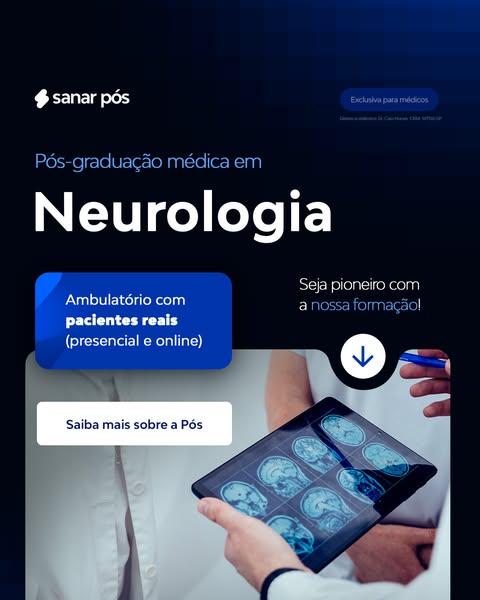 sanar pós
Exclusiva para médicos
Pós-graduação médica em
Neurologia
Ambulatório com
pacientes reais
(presencial e online)
Seja pioneiro com
a nossa formação!
Saiba mais sobre a Pós